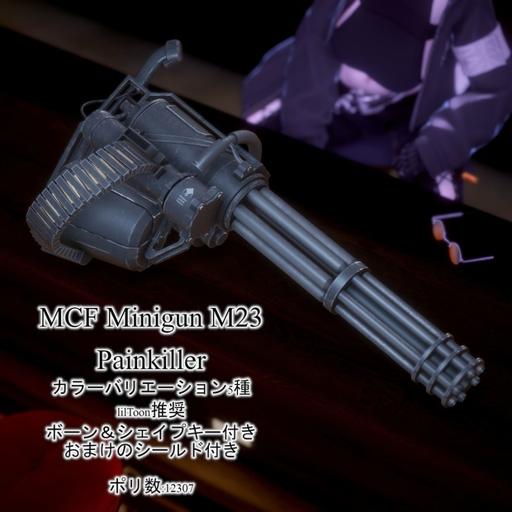 MCF Minigun M23
Painkiller
カラーバリエーション5種
lilToon推奨
ボーン＆シェイプキー付き
おまけのシールド付き
ポリ数:12307